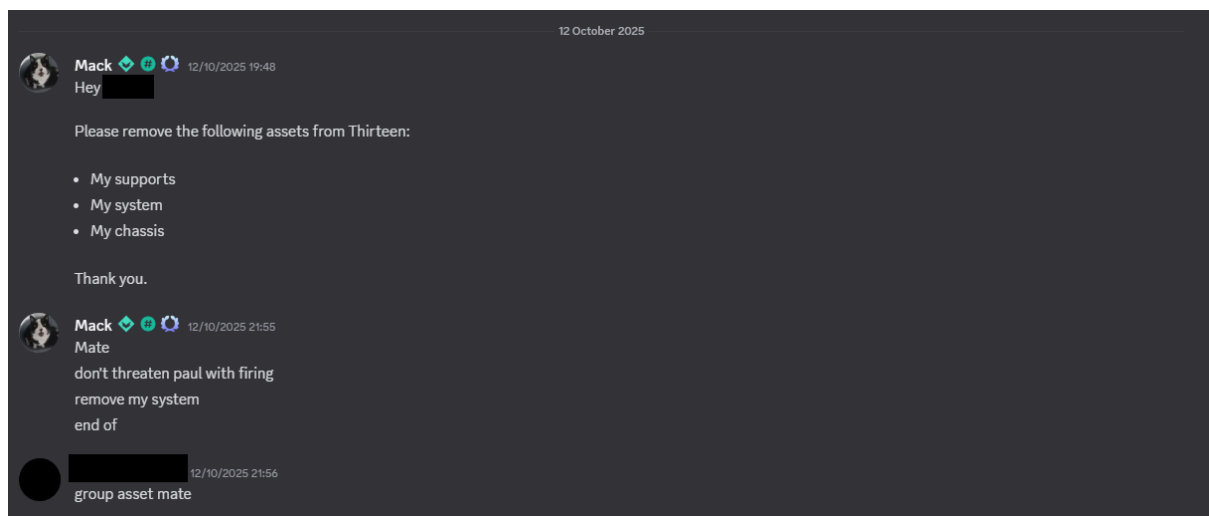 12 October 2025
Mack # 12/10/2025 19:48
Hey
Please remove the following assets from Thirteen:
• My supports
• My system
• My chassis
Thank you.
Mack # 12/10/2025 21:55
Mate
don't threaten paul with firing
remove my system
end of
12/10/2025 21:56
group asset mate